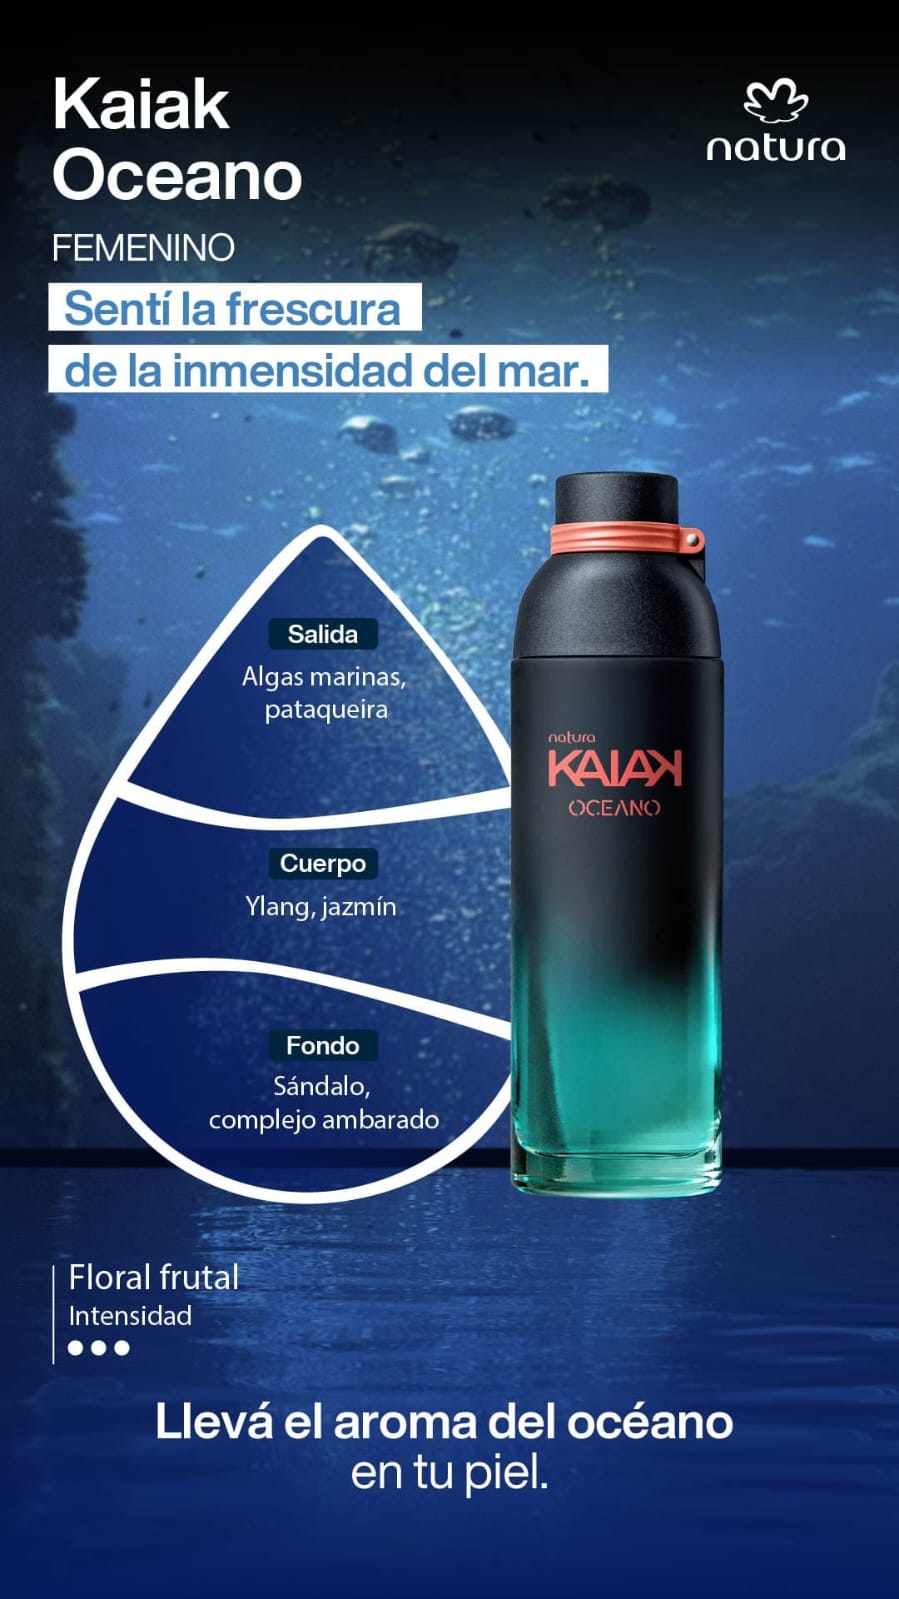 Kaiak
Oceano
FEMENINO
Sentí la frescura
de la inmensidad del mar.
natura
Salida
Algas marinas,
pataqueira
Cuerpo
Ylang, jazmín
Fondo
Sándalo,
complejo ambarado
natura
KAIAK
OCEANO
Floral frutal
Intensidad
Llevá el aroma del océano
en tu piel.